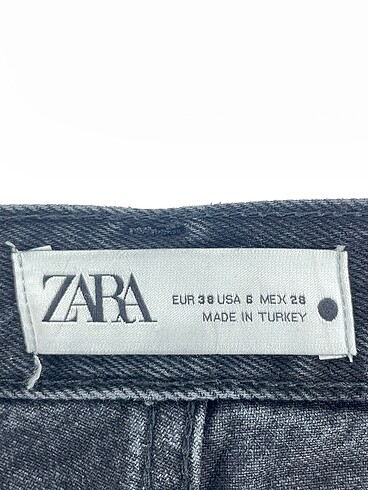 ZARA
EUR 38 USA 6 MEX 28
MADE IN TURKEY